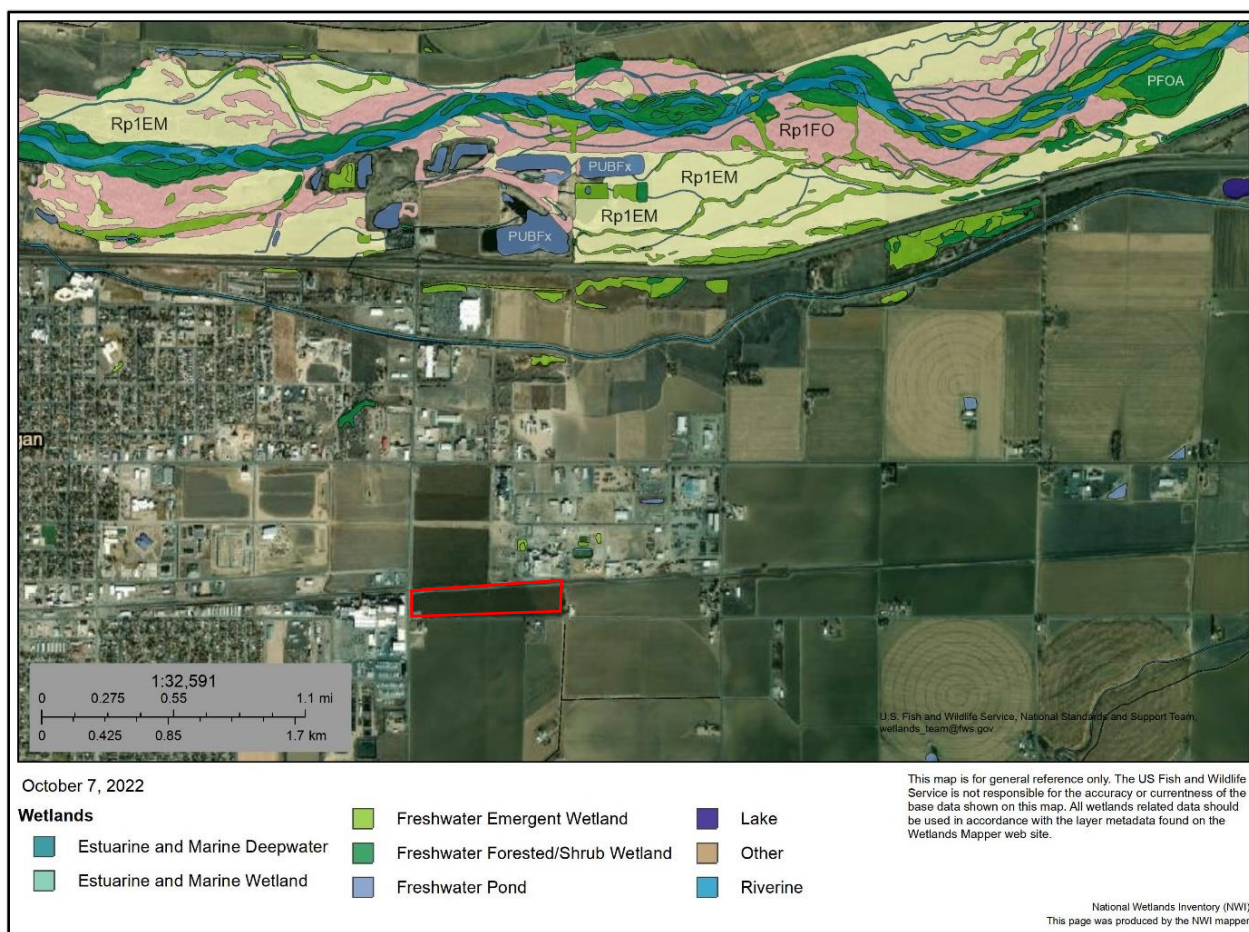 Rp1EM
PFOA
Rp1FO
PUBFx
Rp1EM
Rp1EM
PUBFx
gan
1:32,591
0 0.275 0.55 1.1 mi
0 0.425 0.85 1.7 km
U.S. Fish and Wildlife Service, National Standards and Support Team,
wetlands_team@fws.gov
October 7, 2022
This map is for general reference only. The US Fish and Wildlife
Service is not responsible for the accuracy or currentness of the
base data shown on this map. All wetlands related data should
be used in accordance with the layer metadata found on the
Wetlands Mapper web site.
Wetlands
Estuarine and Marine Deepwater
Estuarine and Marine Wetland
Freshwater Emergent Wetland
Freshwater Forested/Shrub Wetland
Freshwater Pond
Lake
Other
Riverine
National Wetlands Inventory (NWI)
This page was produced by the NWI mapper